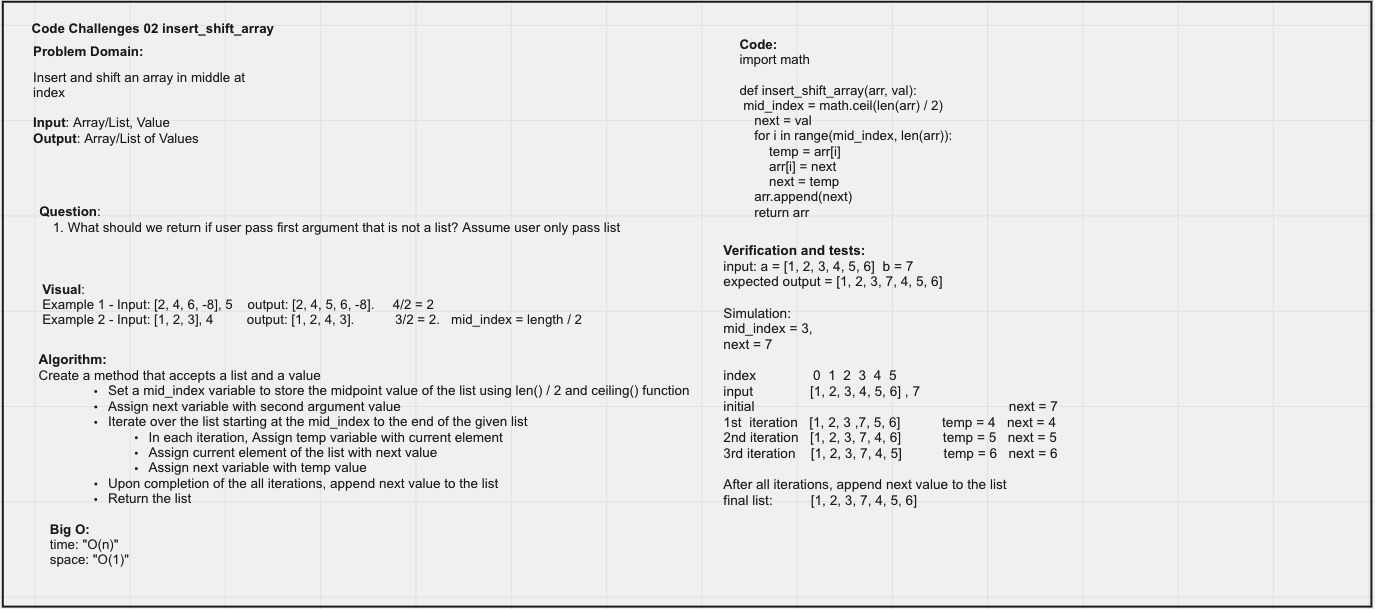 Code Challenges 02 insert_shift_array
Problem Domain:
Insert and shift an array in middle at
index
Input: Array/List, Value
Output: Array/List of Values
Question:
1. What should we return if user pass first argument that is not a list? Assume user only pass list
Visual:
Example 1 - Input: [2, 4, 6, -8], 5    output: [2, 4, 5, 6, -8].    4/2 = 2
Example 2 - Input: [1, 2, 3], 4    output: [1, 2, 4, 3].    3/2 = 2.   mid_index = length / 2
Algorithm:
Create a method that accepts a list and a value
• Set a mid_index variable to store the midpoint value of the list using len() / 2 and ceiling() function
• Assign next variable with second argument value
• Iterate over the list starting at the mid_index to the end of the given list
• In each iteration, Assign temp variable with current element
• Assign current element of the list with next value
• Assign next variable with temp value
• Upon completion of the all iterations, append next value to the list
• Return the list
Big O:
time: "O(n)"
space: "O(1)"
Code:
import math
def insert_shift_array(arr, val):
 mid_index = math.ceil(len(arr) / 2)
    next = val
    for i in range(mid_index, len(arr)):
        temp = arr[i]
        arr[i] = next
        next = temp
    arr.append(next)
    return arr
Verification and tests:
input: a = [1, 2, 3, 4, 5, 6]  b = 7
expected output = [1, 2, 3, 7, 4, 5, 6]
Simulation:
mid_index = 3,
next = 7
index    0  1  2  3  4  5
input    [1, 2, 3, 4, 5, 6] , 7
initial    next = 7
1st  iteration   [1, 2, 3 ,7, 5, 6]    temp = 4   next = 4
2nd iteration   [1, 2, 3, 7, 4, 6]    temp = 5   next = 5
3rd iteration    [1, 2, 3, 7, 4, 5]    temp = 6   next = 6
After all iterations, append next value to the list
final list:    [1, 2, 3, 7, 4, 5, 6]